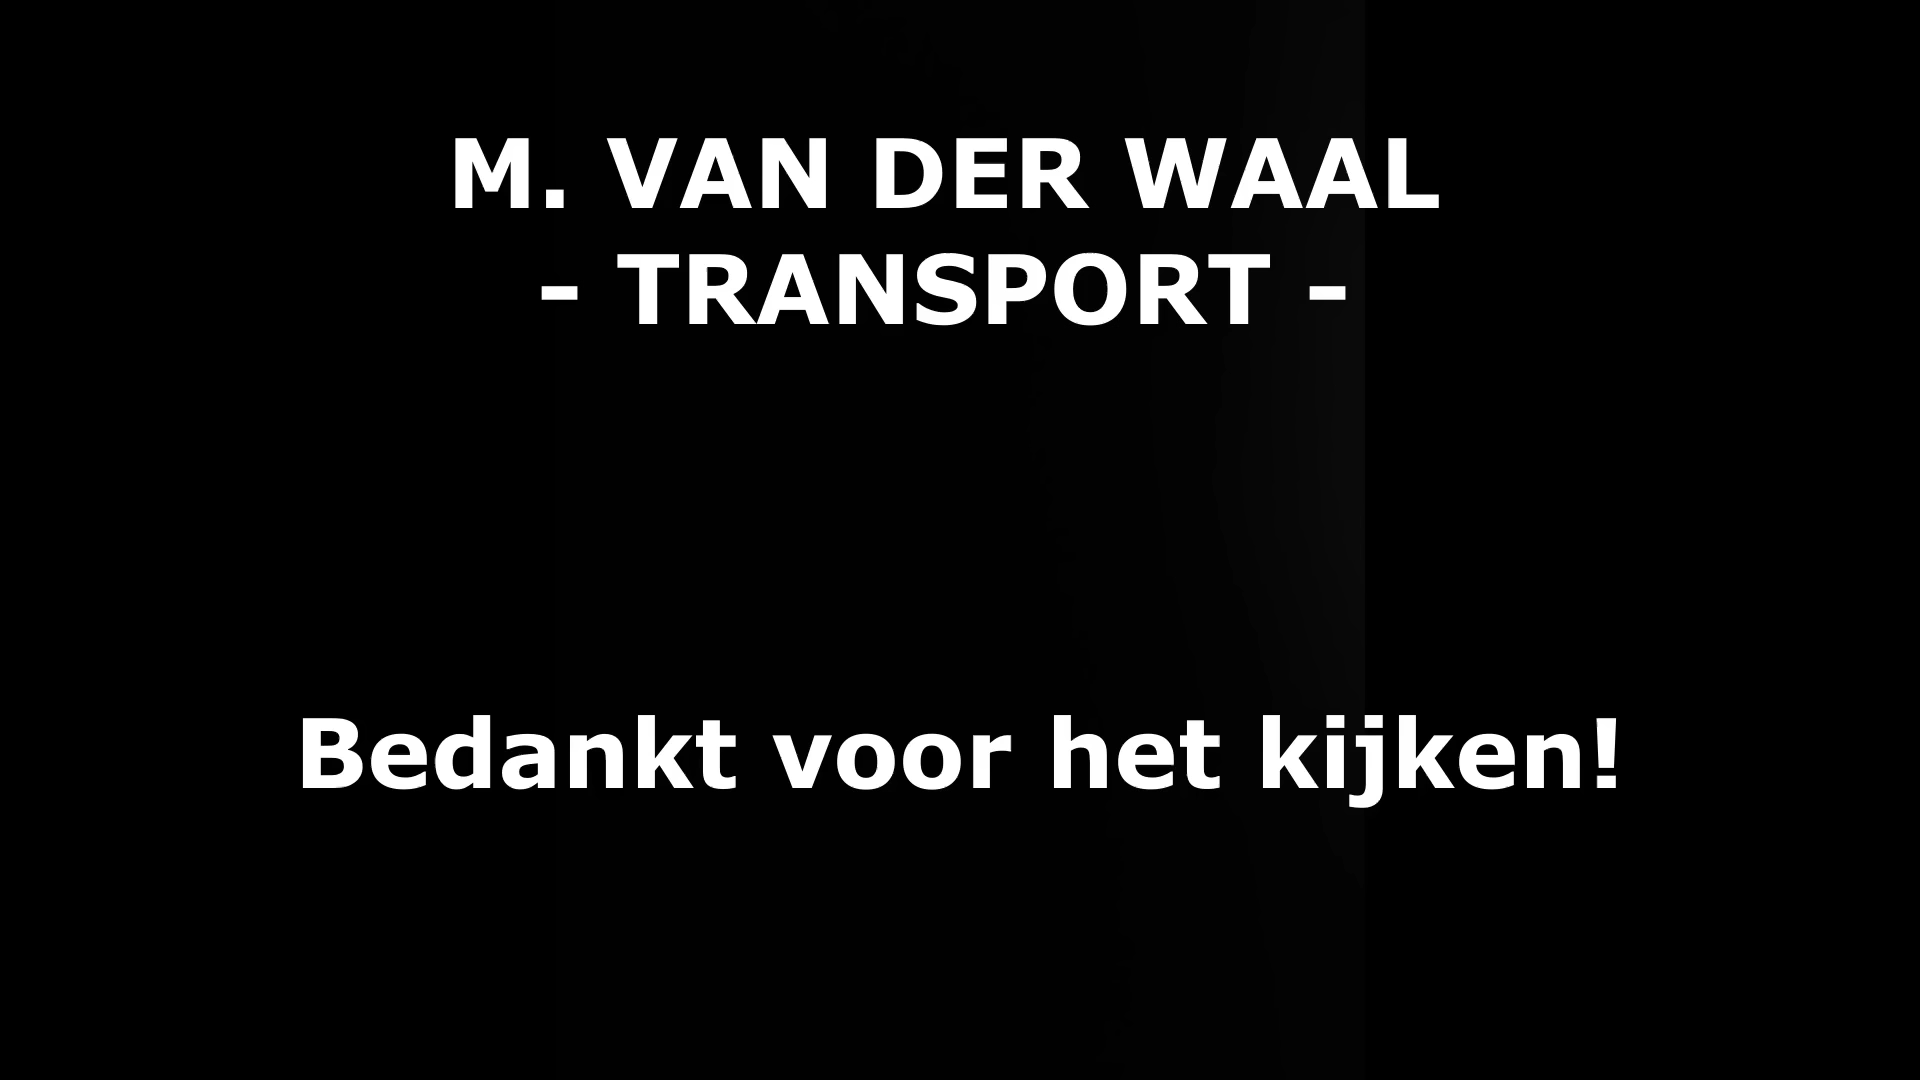 M. VAN DER WAAL
- TRANSPORT -
Bedankt voor het kijken!